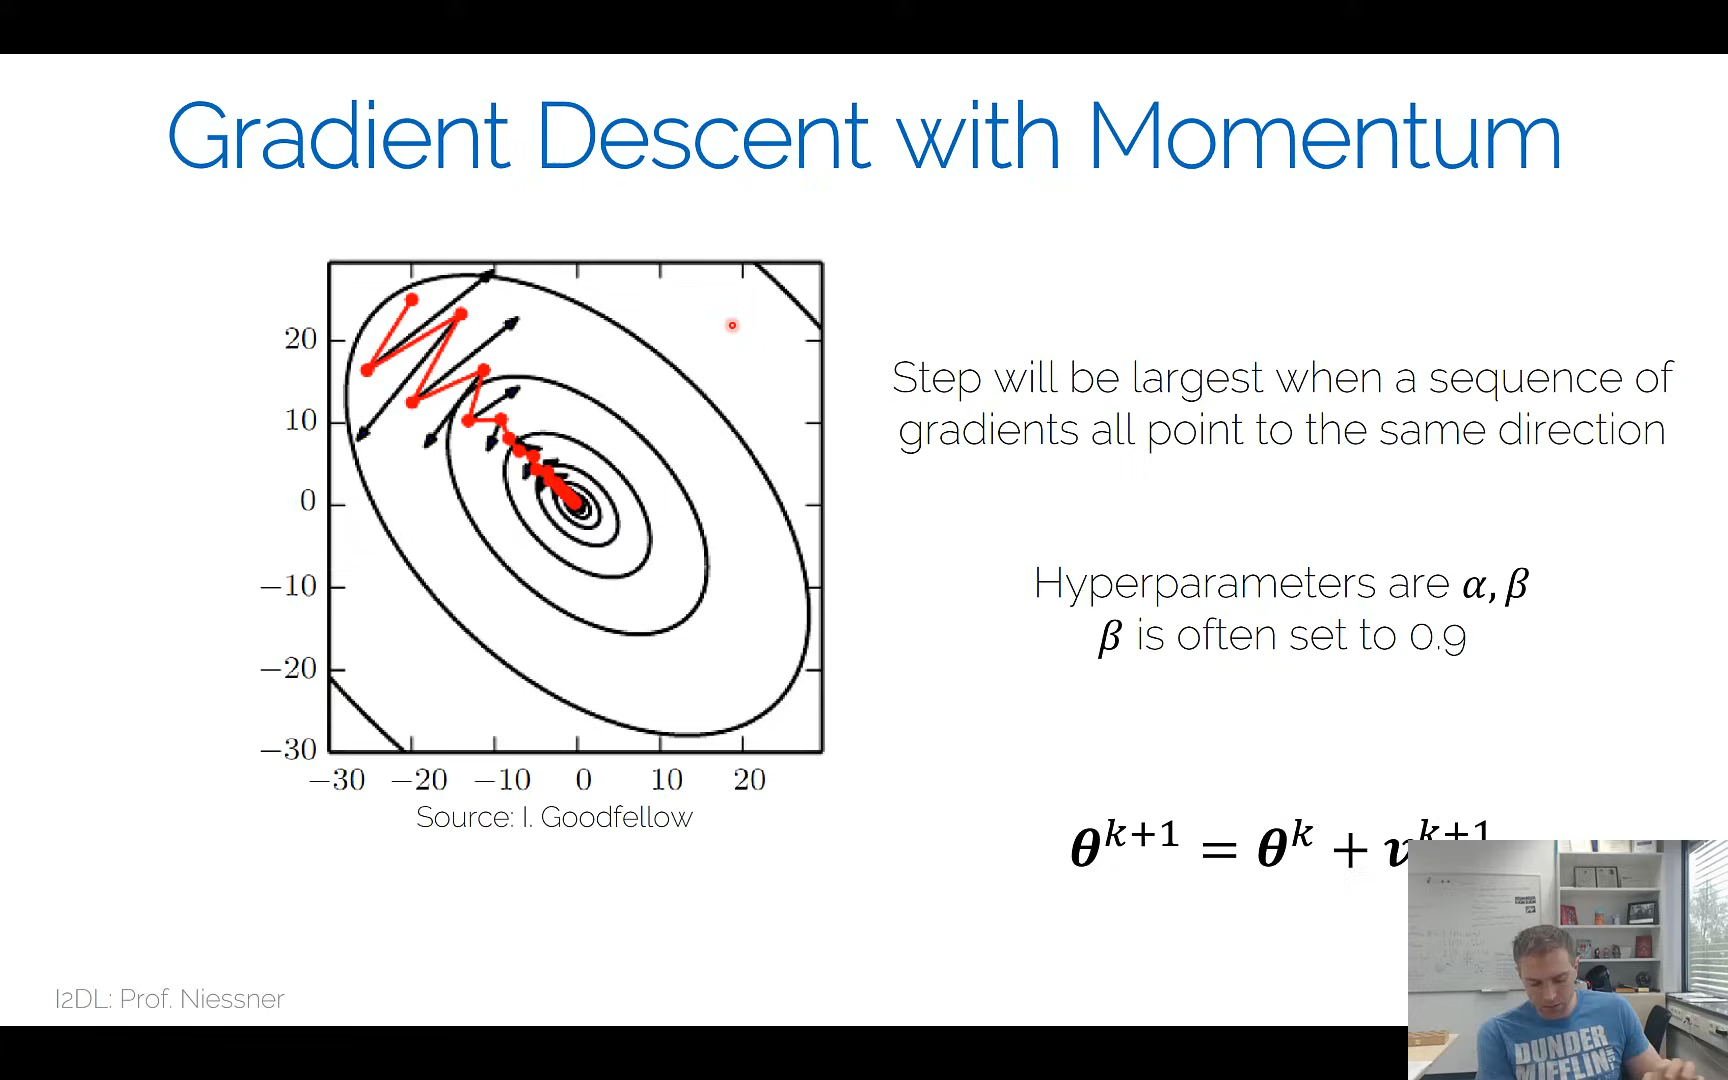 Gradient Descent with Momentum
20
10
0
−10
−20
−30
−30 −20 −10 0 10 20
Source: I. Goodfellow
Step will be largest when a sequence of
gradients all point to the same direction
Hyperparameters are α, β
β is often set to 0.9
θ^{k+1} = θ^k + v^{k+1}
I2DL: Prof. Niessner
DUNDER
MIFFLIN